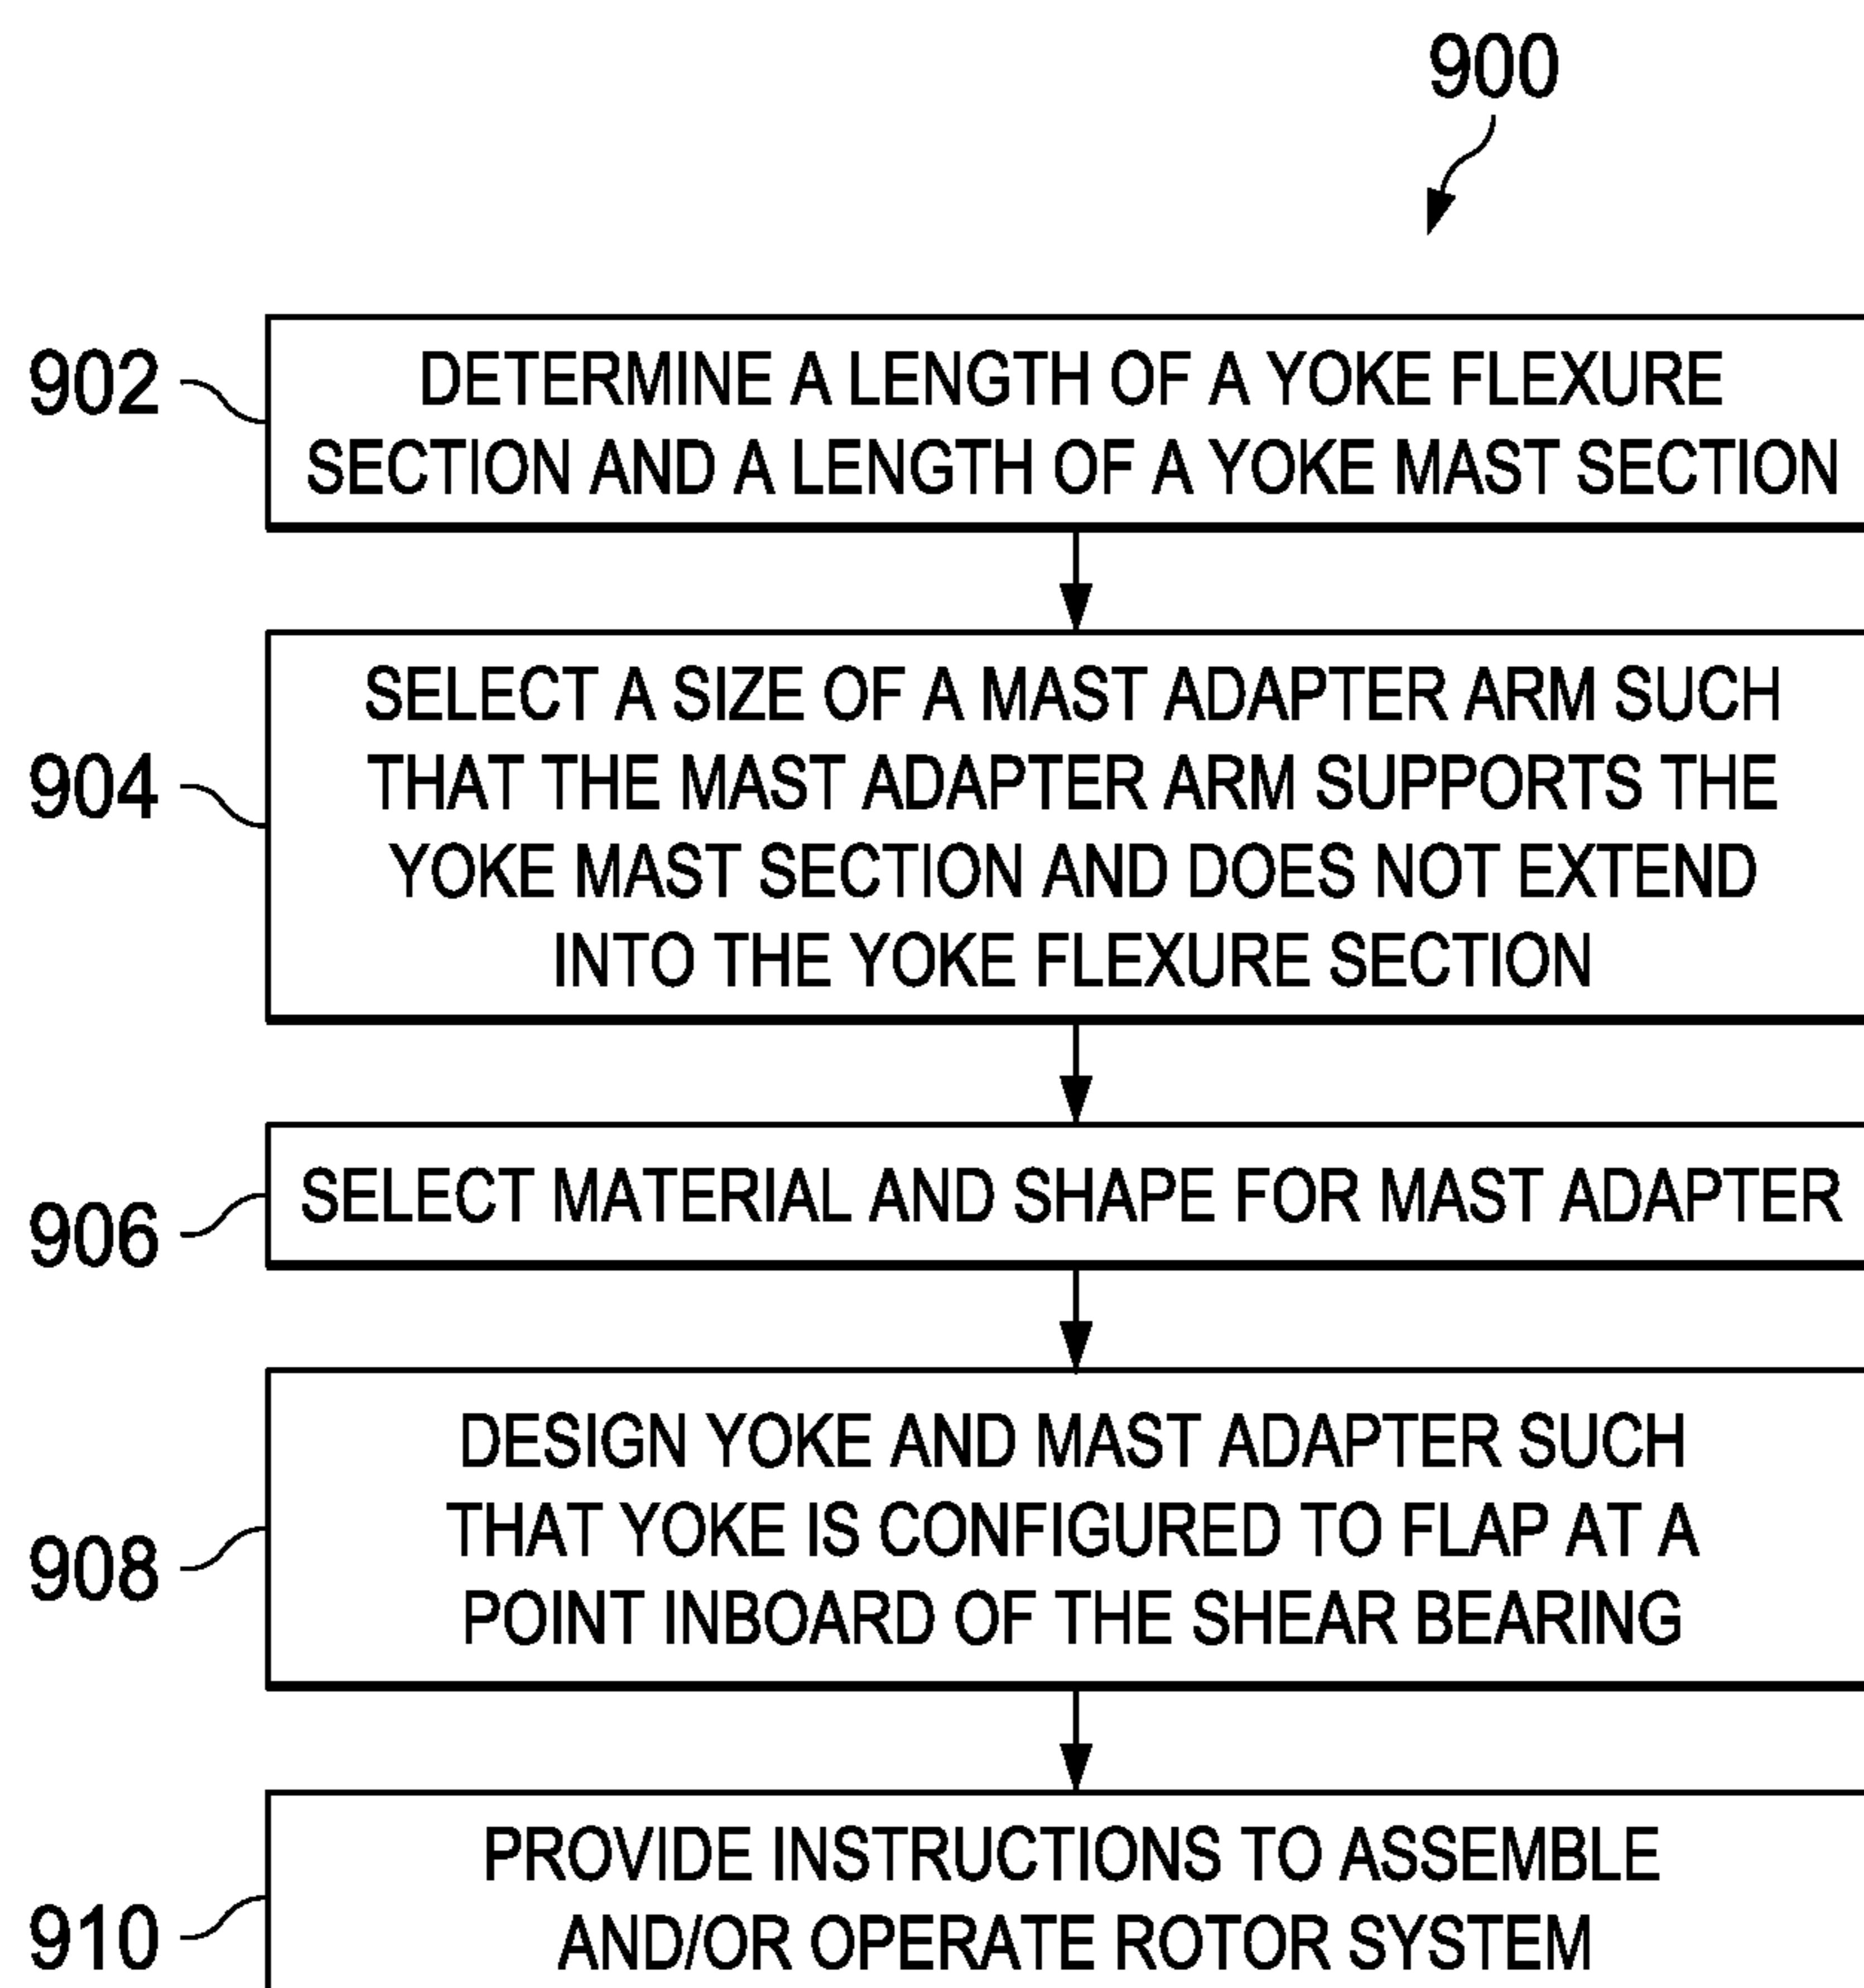 900
902
DETERMINE A LENGTH OF A YOKE FLEXURE
SECTION AND A LENGTH OF A YOKE MAST SECTION
904
SELECT A SIZE OF A MAST ADAPTER ARM SUCH
THAT THE MAST ADAPTER ARM SUPPORTS THE
YOKE MAST SECTION AND DOES NOT EXTEND
INTO THE YOKE FLEXURE SECTION
906
SELECT MATERIAL AND SHAPE FOR MAST ADAPTER
908
DESIGN YOKE AND MAST ADAPTER SUCH
THAT YOKE IS CONFIGURED TO FLAP AT A
POINT INBOARD OF THE SHEAR BEARING
910
PROVIDE INSTRUCTIONS TO ASSEMBLE
AND/OR OPERATE ROTOR SYSTEM